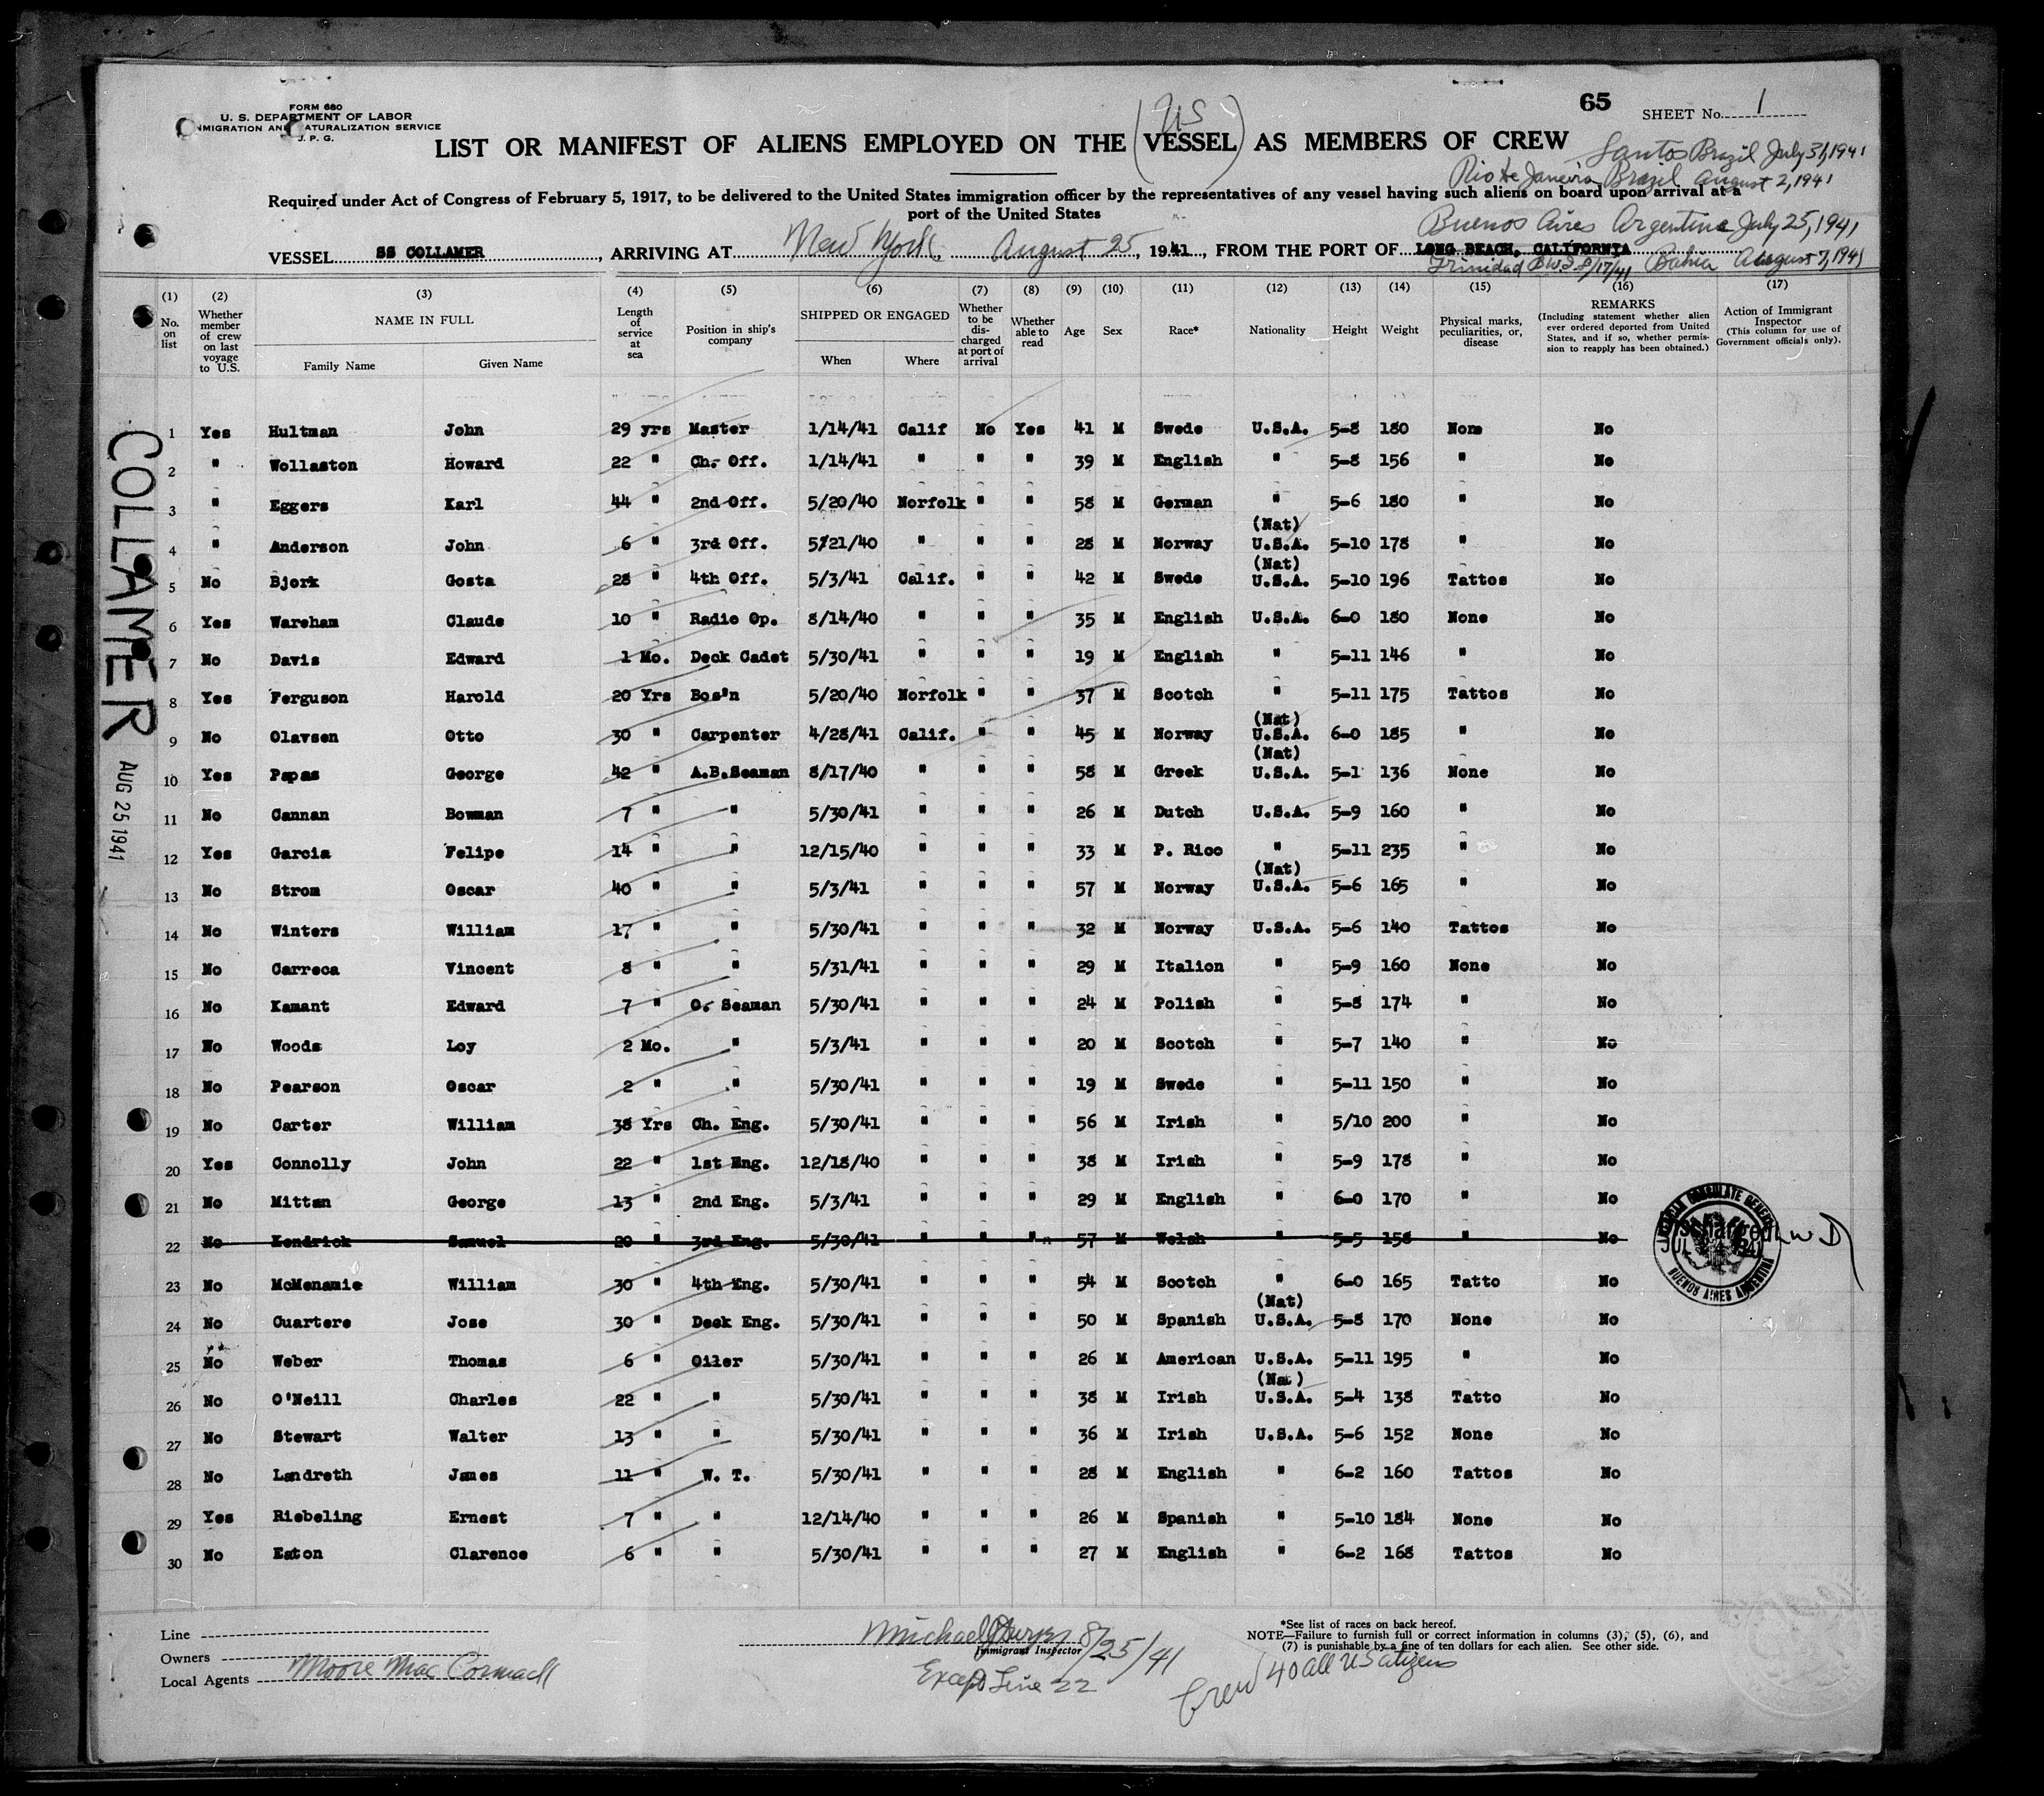 FORM 680
U. S. DEPARTMENT OF LABOR
IMMIGRATION AND NATURALIZATION SERVICE
J. P. G.
65
SHEET No. 1
LIST OR MANIFEST OF ALIENS EMPLOYED ON THE (US VESSEL) AS MEMBERS OF CREW
Santos Brazil July 31, 1941
Rio de Janeiro Brazil August 2, 1941
Required under Act of Congress of February 5, 1917, to be delivered to the United States immigration officer by the representatives of any vessel having such aliens on board upon arrival at a
port of the United States
Buenos Aires Argentina July 25, 1941
VESSEL SS COLLAMER, ARRIVING AT New York, August 25, 1941, FROM THE PORT OF LONG BEACH, CALIFORNIA
Trinidad BWI 8/17/41 Bahia August 7, 1941
(1) No. on list
(2) Whether member of crew on last voyage to U.S.
(3) NAME IN FULL Family Name Given Name
(4) Length of service at sea
(5) Position in ship's company
(6) SHIPPED OR ENGAGED When Where
(7) Whether to be discharged at port of arrival
(8) Whether able to read
(9) Age
(10) Sex
(11) Race*
(12) Nationality
(13) Height
(14) Weight
(15) Physical marks, peculiarities, or, disease
(16) REMARKS (Including statement whether alien ever ordered deported from United States, and if so, whether permission to reapply has been obtained.)
(17) Action of Immigrant Inspector (This column for use of Government officials only).
COLLAMER
AUG 25 1941
1 Yes Hultman John 29 yrs Master 1/14/41 Calif No Yes 41 M Swede U.S.A. 5-8 180 None No
2 " Wollaston Howard 22 " Ch. Off. 1/14/41 " " " 39 M English " 5-8 156 " No
3 " Eggers Karl 44 " 2nd Off. 5/20/40 Norfolk " " 58 M German " 5-6 180 " No
4 " Anderson John 6 " 3rd Off. 5/21/40 " " " 28 M Norway (Nat) U.S.A. 5-10 178 " No
5 No Bjork Gosta 28 " 4th Off. 5/3/41 Calif. " " 42 M Swede (Nat) U.S.A. 5-10 196 Tattos No
6 Yes Wareham Claude 10 " Radio Op. 8/14/40 " " " 35 M English U.S.A. 6-0 180 None No
7 No Davis Edward 1 Mo. Deck Cadet 5/30/41 " " " 19 M English " 5-11 146 " No
8 Yes Ferguson Harold 20 Yrs Bos'n 5/20/40 Norfolk " " 37 M Scotch " 5-11 175 Tattos No
9 No Olavsen Otto 30 " Carpenter 4/28/41 Calif. " " 45 M Norway (Nat) U.S.A. 6-0 185 " No
10 Yes Papas George 42 " A.B.Seaman 8/17/40 " " " 58 M Greek (Nat) U.S.A. 5-1 136 None No
11 No Cannan Bowman 7 " " 5/30/41 " " " 26 M Dutch U.S.A. 5-9 160 " No
12 Yes Garcia Felipe 14 " " 12/15/40 " " " 33 M P. Rico " 5-11 235 " No
13 No Strom Oscar 40 " " 5/3/41 " " " 57 M Norway (Nat) U.S.A. 5-6 165 " No
14 No Winters William 17 " " 5/30/41 " " " 32 M Norway U.S.A. 5-6 140 Tattos No
15 No Carreca Vincent 8 " " 5/31/41 " " " 29 M Italion " 5-9 160 None No
16 No Kamant Edward 7 " O. Seaman 5/30/41 " " " 24 M Polish " 5-8 174 " No
17 No Woods Loy 2 Mo. " 5/3/41 " " " 20 M Scotch " 5-7 140 " No
18 No Pearson Oscar 2 " " 5/30/41 " " " 19 M Swede " 5-11 150 " No
19 No Carter William 38 Yrs Ch. Eng. 5/30/41 " " " 56 M Irish " 5/10 200 " No
20 Yes Connolly John 22 " 1st Eng. 12/18/40 " " " 38 M Irish " 5-9 178 " No
21 No Mittan George 13 " 2nd Eng. 5/3/41 " " " 29 M English " 6-0 170 " No
22 No Kendrick Samuel 20 " 3rd Eng. 5/30/41 " " " 57 M Welsh " 5-5 158 " No
AMERICAN CONSULATE GENERAL
Discharged
BUENOS AIRES ARGENTINA
23 No McMenamie William 30 " 4th Eng. 5/30/41 " " " 54 M Scotch " 6-0 165 Tatto No
24 No Cuartere Jose 30 " Deck Eng. 5/30/41 " " " 50 M Spanish (Nat) U.S.A. 5-8 170 None No
25 No Weber Thomas 6 " Oiler 5/30/41 " " " 26 M American U.S.A. 5-11 195 " No
26 No O'Neill Charles 22 " " 5/30/41 " " " 38 M Irish (Nat) U.S.A. 5-4 138 Tatto No
27 No Stewart Walter 13 " " 5/30/41 " " " 36 M Irish U.S.A. 5-6 152 None No
28 No Landreth James 11 " W. T. 5/30/41 " " " 28 M English " 6-2 160 Tattos No
29 Yes Riebeling Ernest 7 " " 12/14/40 " " " 26 M Spanish " 5-10 184 None No
30 No Eaton Clarence 6 " " 5/30/41 " " " 27 M English " 6-2 168 Tattos No
Line
Owners
Local Agents Moore Mac Cormack
Michael 8/25/41
Immigrant Inspector
Except Line 22
*See list of races on back hereof.
NOTE—Failure to furnish full or correct information in columns (3), (5), (6), and
(7) is punishable by a fine of ten dollars for each alien. See other side.
Crew 40 all US citizens